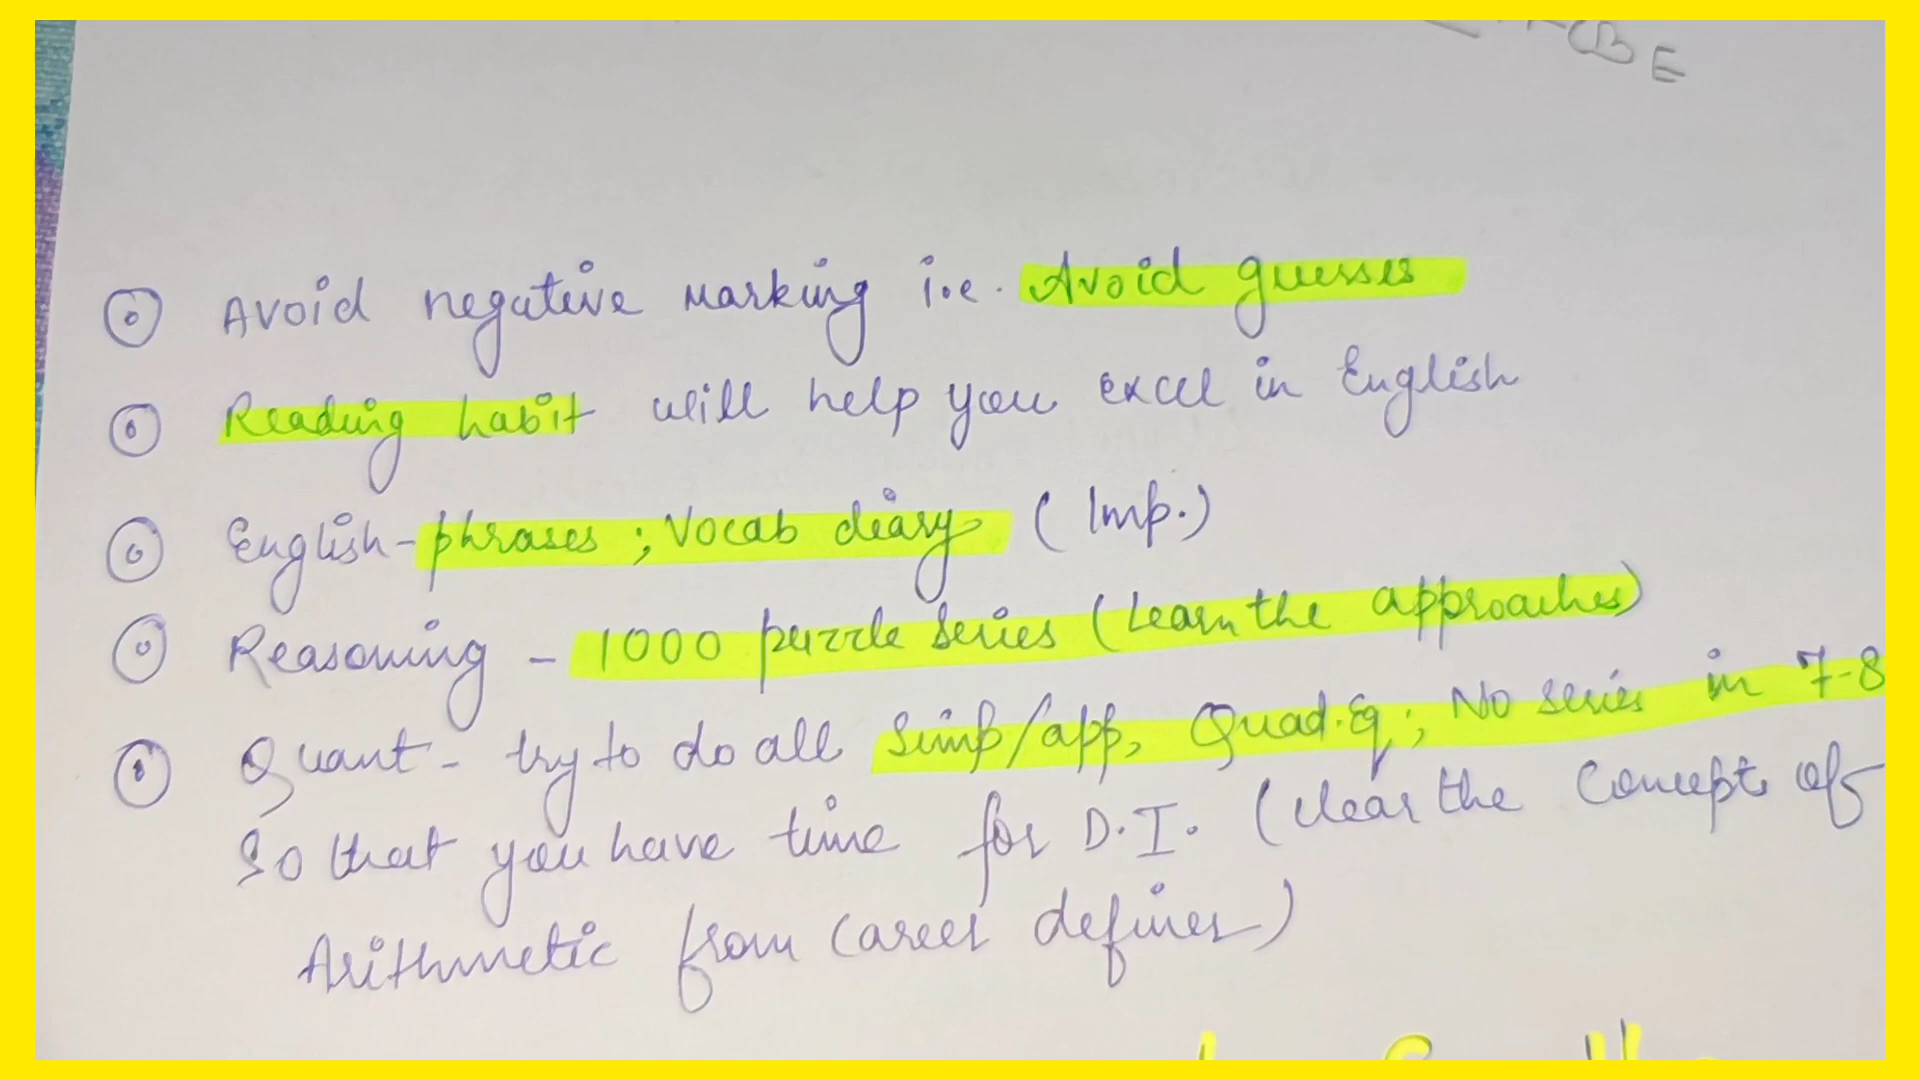 Avoid negative marking i.e. Avoid guesses
Reading habit will help you excel in English
English - phrases ; Vocab diary ( Imp.)
Reasoning - 1000 puzzle series (Learn the approaches)
Quant - try to do all Simp/app, Quad. Eq ; No series in 7-8
So that you have time for D.I. (clear the Concepts of
Arithmetic from Career definer)